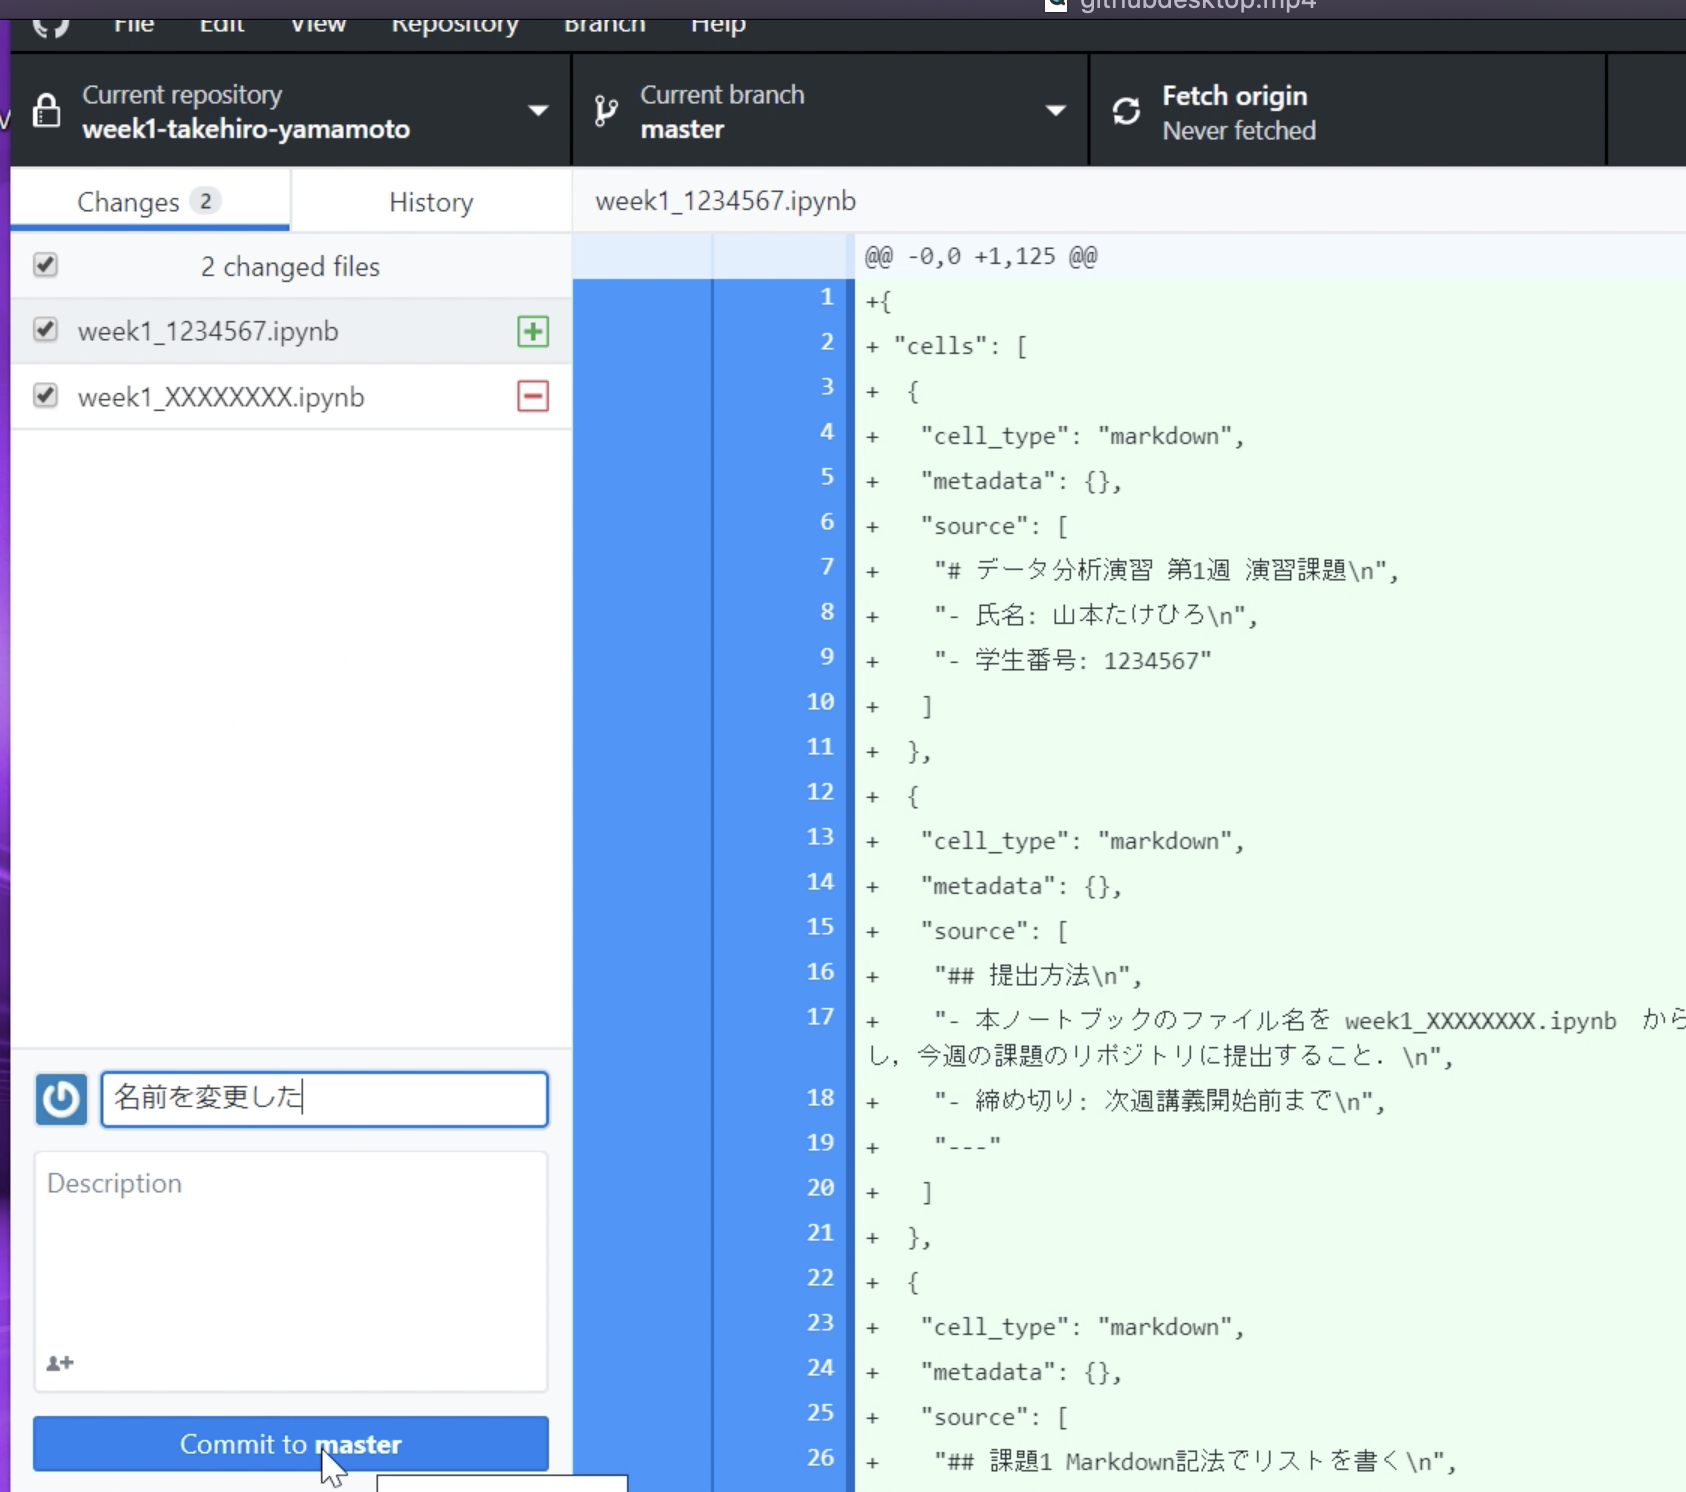 githubdesktop.mp4
File Edit View Repository Branch Help
Current repository
week1-takehiro-yamamoto
Current branch
master
Fetch origin
Never fetched
Changes 2
History
week1_1234567.ipynb
2 changed files
week1_1234567.ipynb
week1_XXXXXXXX.ipynb
@@ -0,0 +1,125 @@
1 +{
2 + "cells": [
3 + {
4 + "cell_type": "markdown",
5 + "metadata": {},
6 + "source": [
7 + "# データ分析演習 第1週 演習課題\n",
8 + "- 氏名: 山本たけひろ\n",
9 + "- 学生番号: 1234567"
10 + ]
11 + },
12 + {
13 + "cell_type": "markdown",
14 + "metadata": {},
15 + "source": [
16 + "## 提出方法\n",
17 + "- 本ノートブックのファイル名を week1_XXXXXXXX.ipynb から
し，今週の課題のリポジトリに提出すること．\n",
18 + "- 締め切り: 次週講義開始前まで\n",
19 + "---"
20 + ]
21 + },
22 + {
23 + "cell_type": "markdown",
24 + "metadata": {},
25 + "source": [
26 + "## 課題1 Markdown記法でリストを書く\n",
名前を変更した
Description
Commit to master